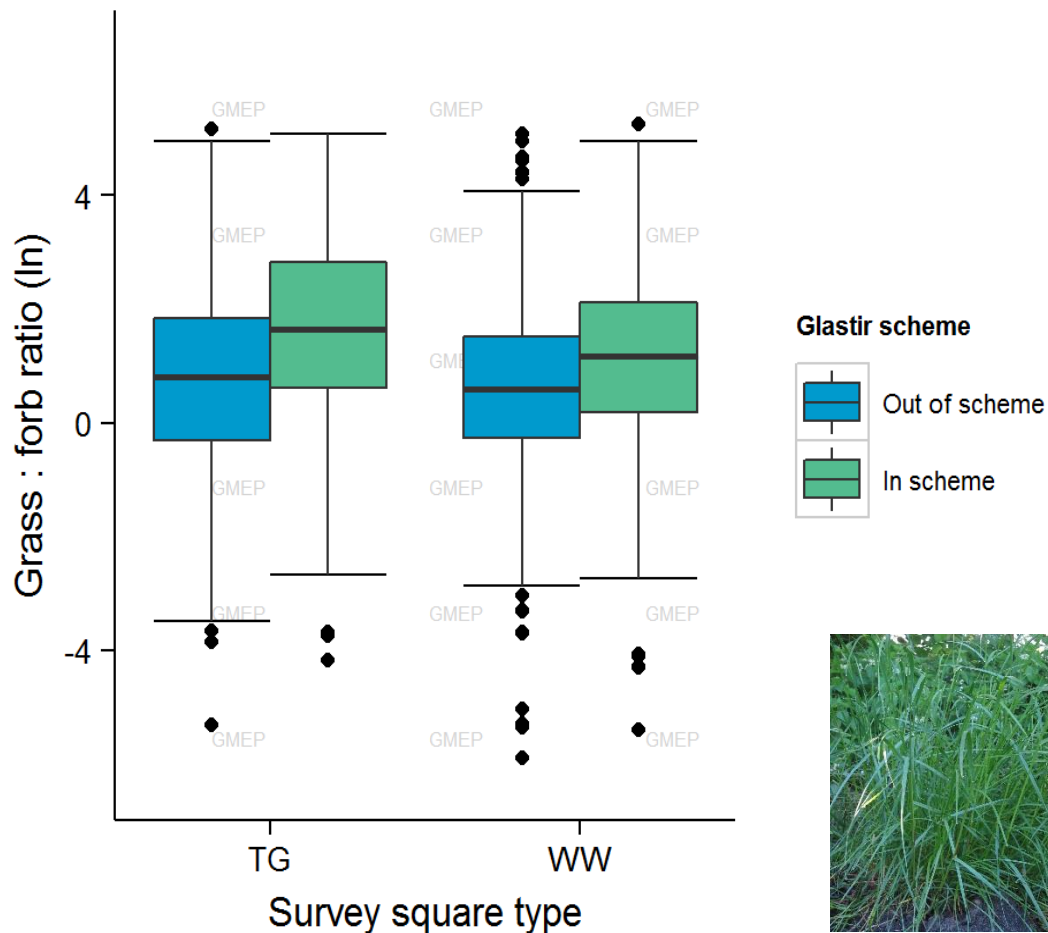 GMEP GMEP GMEP
4
GMEP GMEP GMEP
GMEP
0
GMEP GMEP GMEP
GMEP GMEP GMEP
-4
GMEP GMEP GMEP
TG WW
Survey square type
Grass : forb ratio (ln)
Glastir scheme
Out of scheme
In scheme